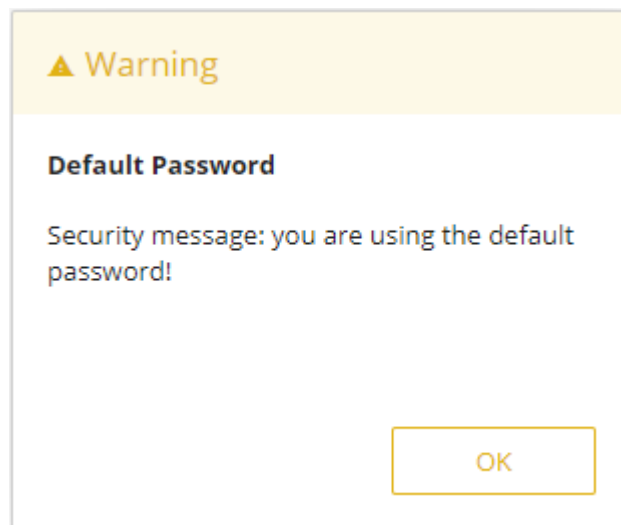 Warning
Default Password
Security message: you are using the default
password!
OK